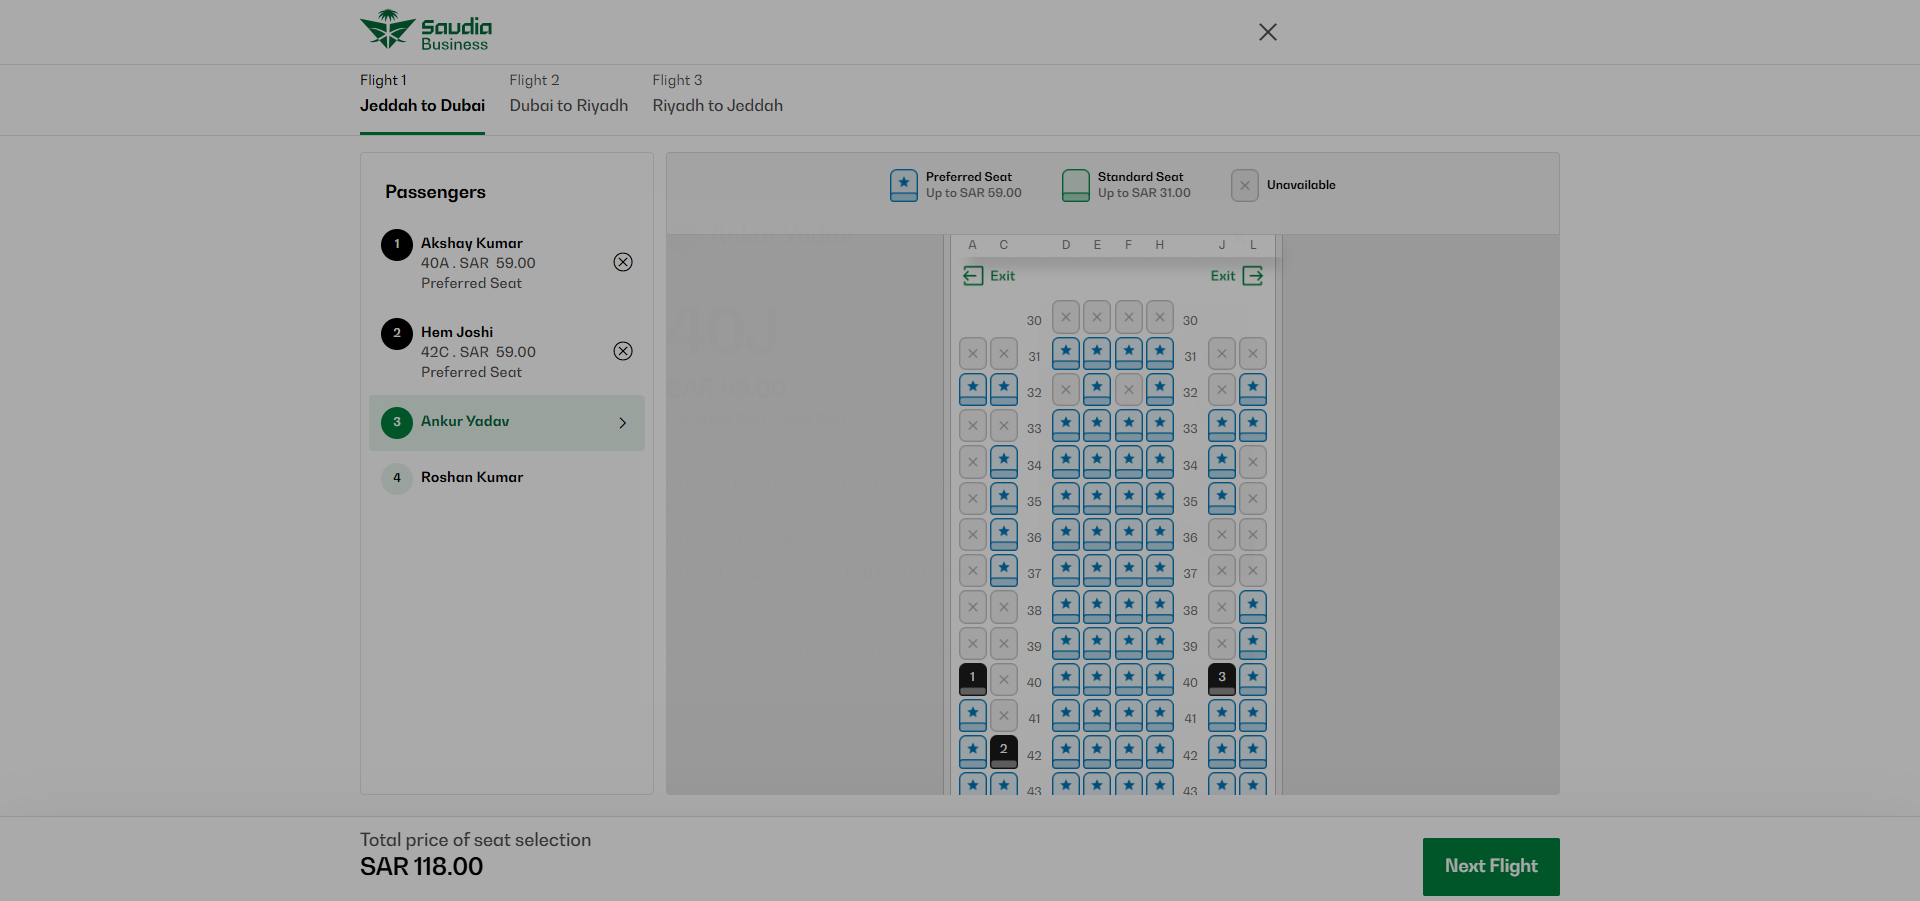 Saudia
Business
Flight 1
Jeddah to Dubai
Flight 2
Dubai to Riyadh
Flight 3
Riyadh to Jeddah
Passengers
1
Akshay Kumar
40A . SAR 59.00
Preferred Seat
2
Hem Joshi
42C . SAR 59.00
Preferred Seat
3
Ankur Yadav
4
Roshan Kumar
Preferred Seat
Up to SAR 59.00
Standard Seat
Up to SAR 31.00
Unavailable
40J
SAR 59.00
A C D E F H J L
Exit Exit
30 30
31 31
32 32
33 33
34 34
35 35
36 36
37 37
38 38
39 39
1 40 40 3
41 41
2 42 42
43 43
Total price of seat selection
SAR 118.00
Next Flight